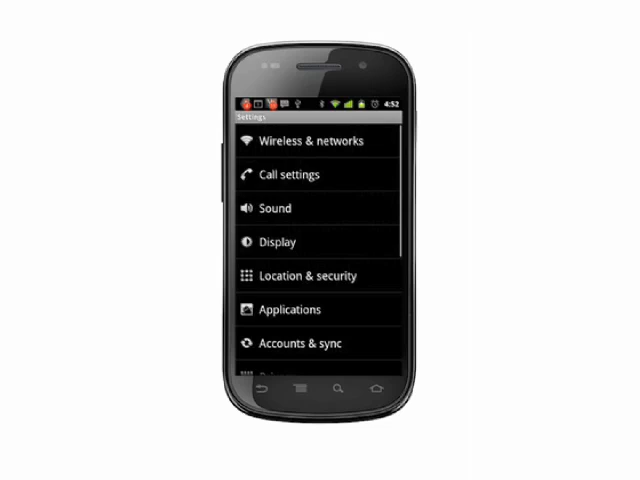 4:52
Settings
Wireless & networks
Call settings
Sound
Display
Location & security
Applications
Accounts & sync